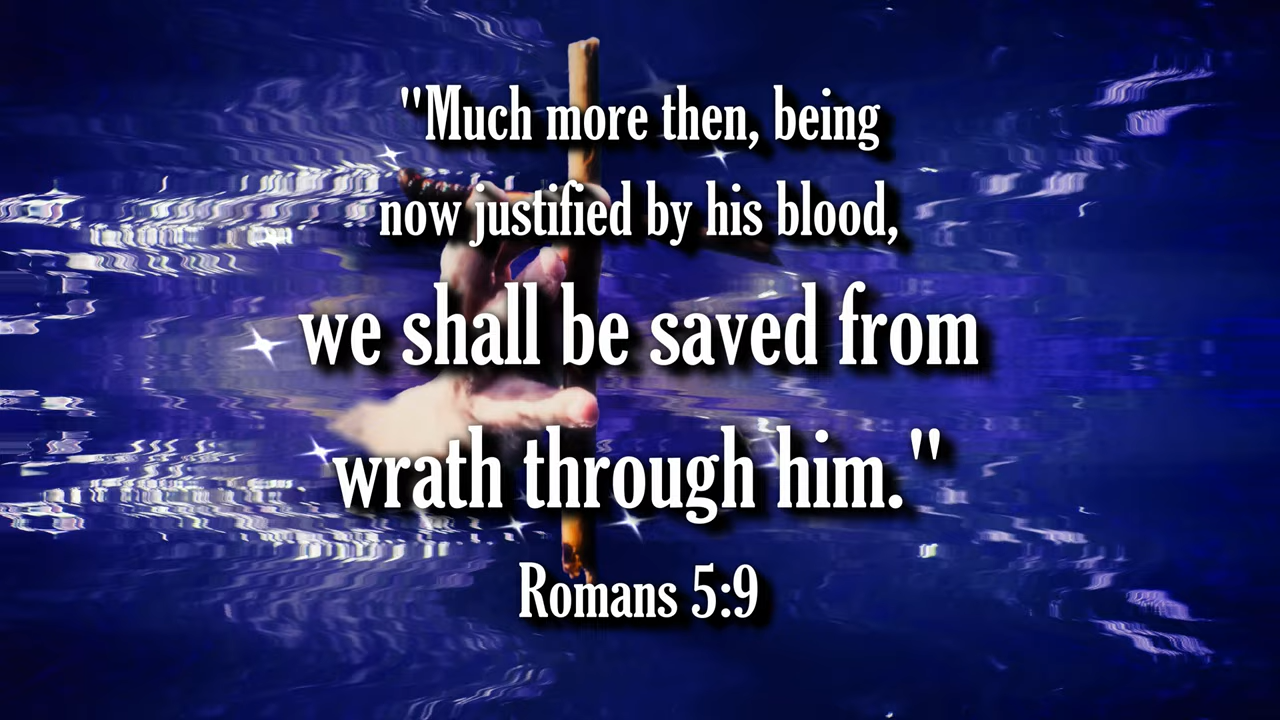 "Much more then, being
now justified by his blood,
we shall be saved from
wrath through him."
Romans 5:9